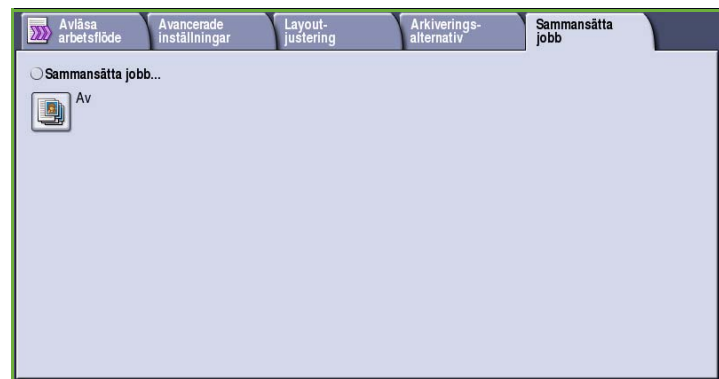 Avläsa
arbetsflöde
Avancerade
inställningar
Layout-
justering
Arkiverings-
alternativ
Sammansätta
jobb
Sammansätta jobb...
Av